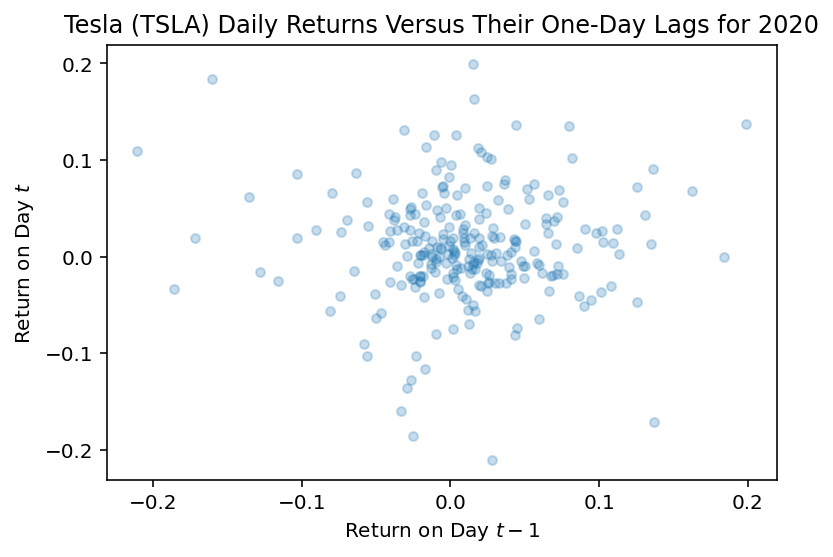 Tesla (TSLA) Daily Returns Versus Their One-Day Lags for 2020
0.2
0.1
0.0
−0.1
−0.2
Return on Day t
−0.2 −0.1 0.0 0.1 0.2
Return on Day t − 1